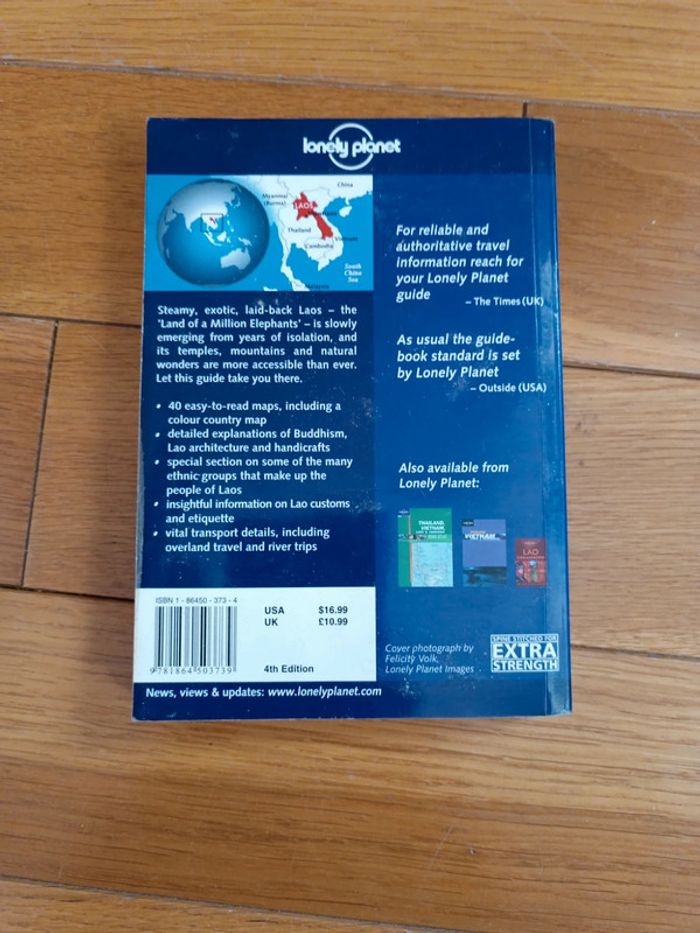 lonely planet
China
Myanmar
(Burma)
LAOS
Thailand
Vietnam
Cambodia
South
China
Sea
Malaysia
Steamy, exotic, laid-back Laos – the
'Land of a Million Elephants' – is slowly
emerging from years of isolation, and
its temples, mountains and natural
wonders are more accessible than ever.
Let this guide take you there.
• 40 easy-to-read maps, including a
colour country map
• detailed explanations of Buddhism,
Lao architecture and handicrafts
• special section on some of the many
ethnic groups that make up the
people of Laos
• insightful information on Lao customs
and etiquette
• vital transport details, including
overland travel and river trips
ISBN 1 - 86450 - 373 - 4
9 781864 503739
USA $16.99
UK £10.99
4th Edition
News, views & updates: www.lonelyplanet.com
For reliable and
authoritative travel
information reach for
your Lonely Planet
guide
– The Times (UK)
As usual the guide-
book standard is set
by Lonely Planet
– Outside (USA)
Also available from
Lonely Planet:
THAILAND,
VIETNAM,
VIETNAM
LAO
Cover photograph by
Felicity Volk,
Lonely Planet Images
SPINE STITCHED FOR
EXTRA
STRENGTH